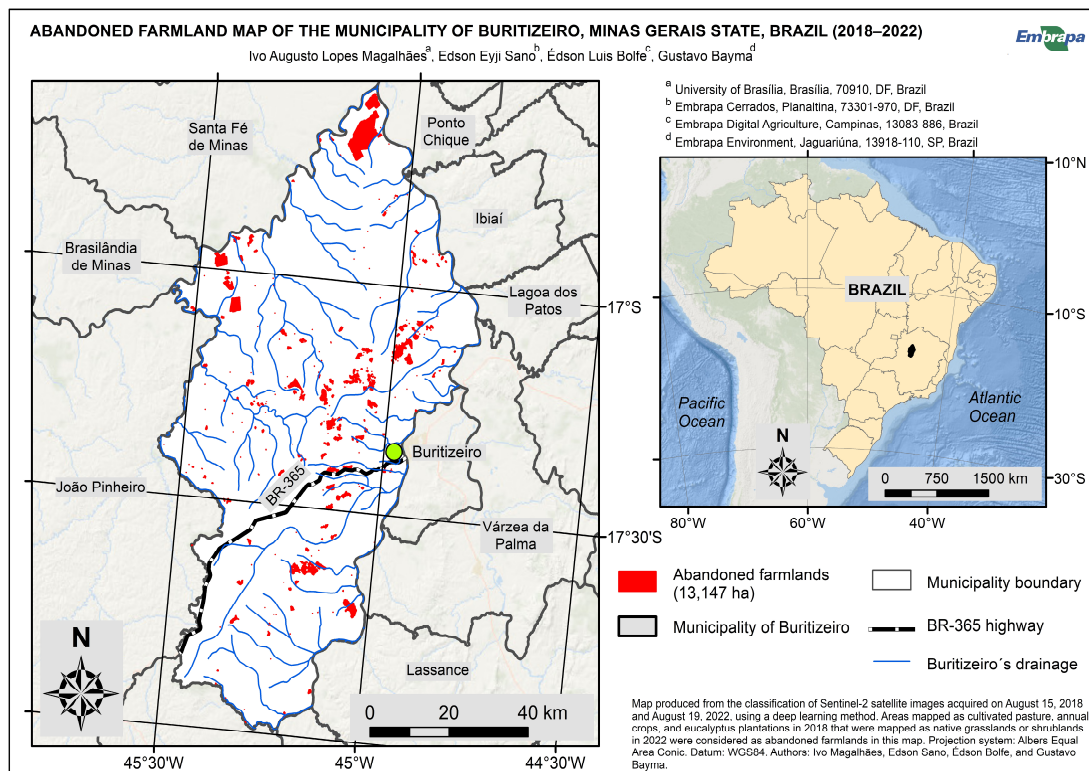 ABANDONED FARMLAND MAP OF THE MUNICIPALITY OF BURITIZEIRO, MINAS GERAIS STATE, BRAZIL (2018–2022)
Embrapa
Ivo Augusto Lopes Magalhães a, Edson Eyji Sano b, Édson Luis Bolfe c, Gustavo Bayma d
a University of Brasília, Brasília, 70910, DF, Brazil
b Embrapa Cerrados, Planaltina, 73301-970, DF, Brazil
c Embrapa Digital Agriculture, Campinas, 13083 886, Brazil
d Embrapa Environment, Jaguariúna, 13918-110, SP, Brazil
Santa Fé
de Minas
Ponto
Chique
Ibiaí
Brasilândia
de Minas
Lagoa dos
Patos
17°S
Buritizeiro
BR-365
João Pinheiro
Várzea da
Palma
17°30'S
Lassance
N
0 20 40 km
45°30'W
45°W
44°30'W
10°N
BRAZIL
10°S
Pacific
Ocean
Atlantic
Ocean
N
0 750 1500 km
30°S
80°W
60°W
40°W
Abandoned farmlands
(13,147 ha)
Municipality boundary
Municipality of Buritizeiro
BR-365 highway
Buritizeiro´s drainage
Map produced from the classification of Sentinel-2 satellite images acquired on August 15, 2018
and August 19, 2022, using a deep learning method. Areas mapped as cultivated pasture, annual
crops, and eucalyptus plantations in 2018 that were mapped as native grasslands or shrublands
in 2022 were considered as abandoned farmlands in this map. Projection system: Albers Equal
Area Conic. Datum: WGS84. Authors: Ivo Magalhães, Edson Sano, Édson Bolfe, and Gustavo
Bayma.